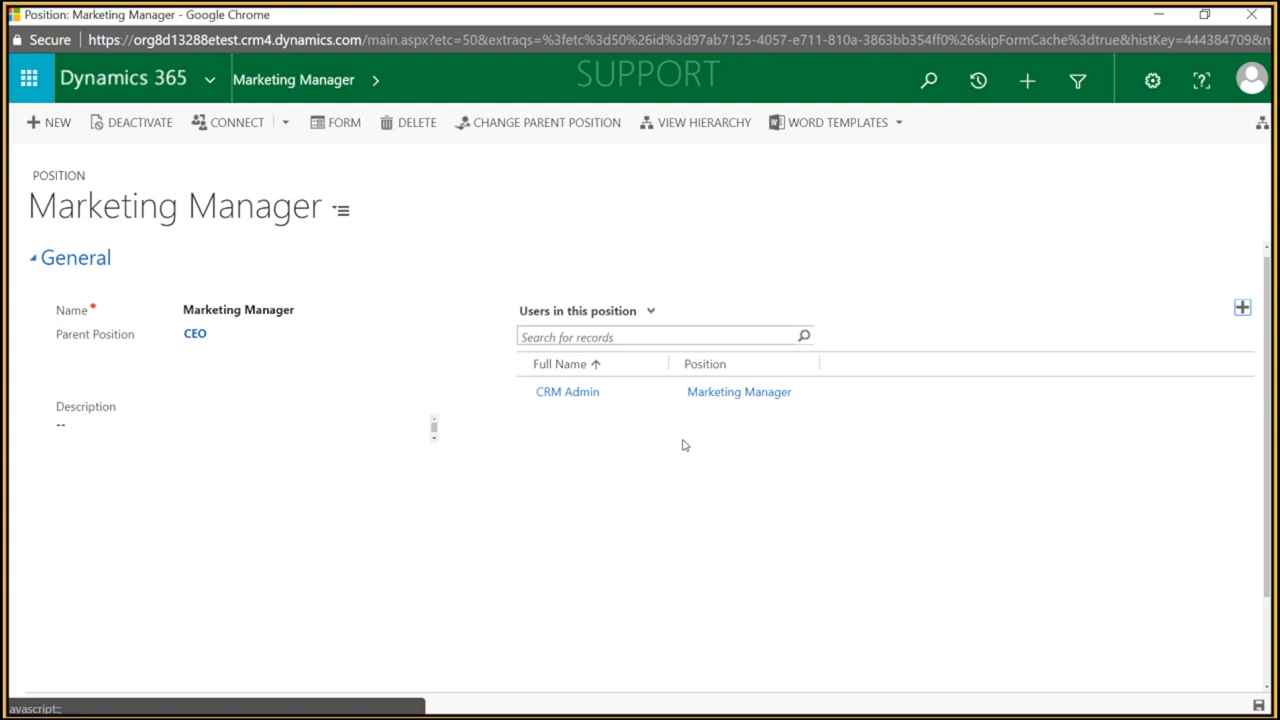 Position: Marketing Manager - Google Chrome
Secure | https://org8d13288etest.crm4.dynamics.com/main.aspx?etc=50&extraqs=%3fetc%3d50%26id%3d97ab7125-4057-e711-810a-3863bb354ff0%26skipFormCache%3dtrue&histKey=444384709&n
Dynamics 365 Marketing Manager SUPPORT
NEW DEACTIVATE CONNECT FORM DELETE CHANGE PARENT POSITION VIEW HIERARCHY WORD TEMPLATES
POSITION
Marketing Manager
General
Name * Marketing Manager
Parent Position CEO
Description
--
Users in this position
Search for records
Full Name Position
CRM Admin Marketing Manager
avascript:;